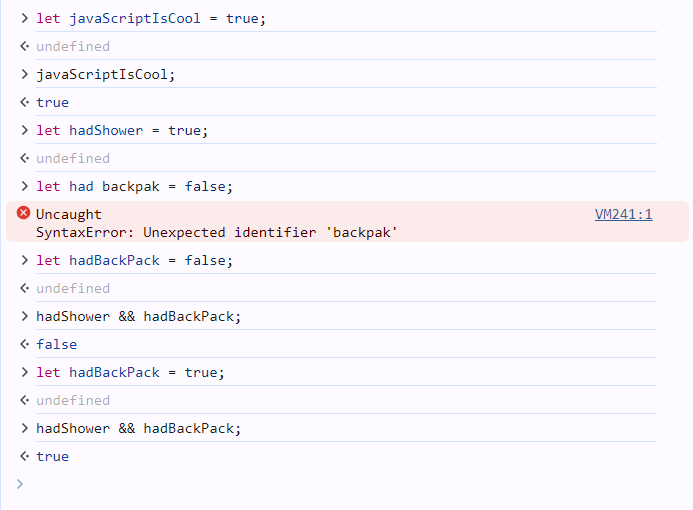 let javaScriptIsCool = true;
undefined
javaScriptIsCool;
true
let hadShower = true;
undefined
let had backpak = false;
Uncaught VM241:1
SyntaxError: Unexpected identifier 'backpak'
let hadBackPack = false;
undefined
hadShower && hadBackPack;
false
let hadBackPack = true;
undefined
hadShower && hadBackPack;
true